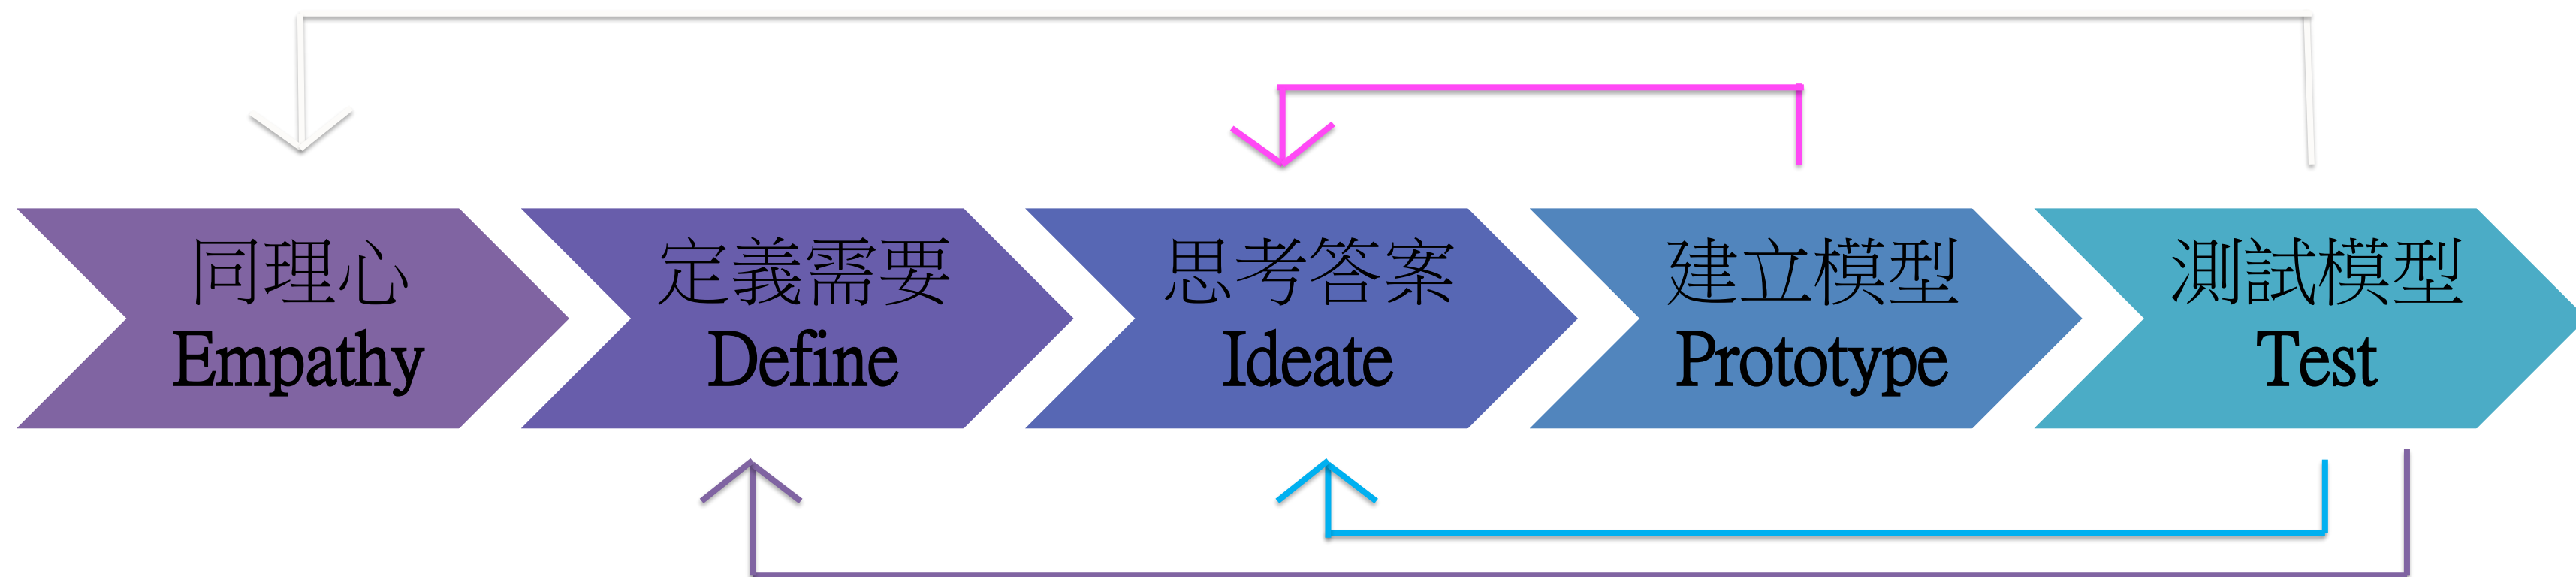 同理心
Empathy
定義需要
Define
思考答案
Ideate
建立模型
Prototype
測試模型
Test